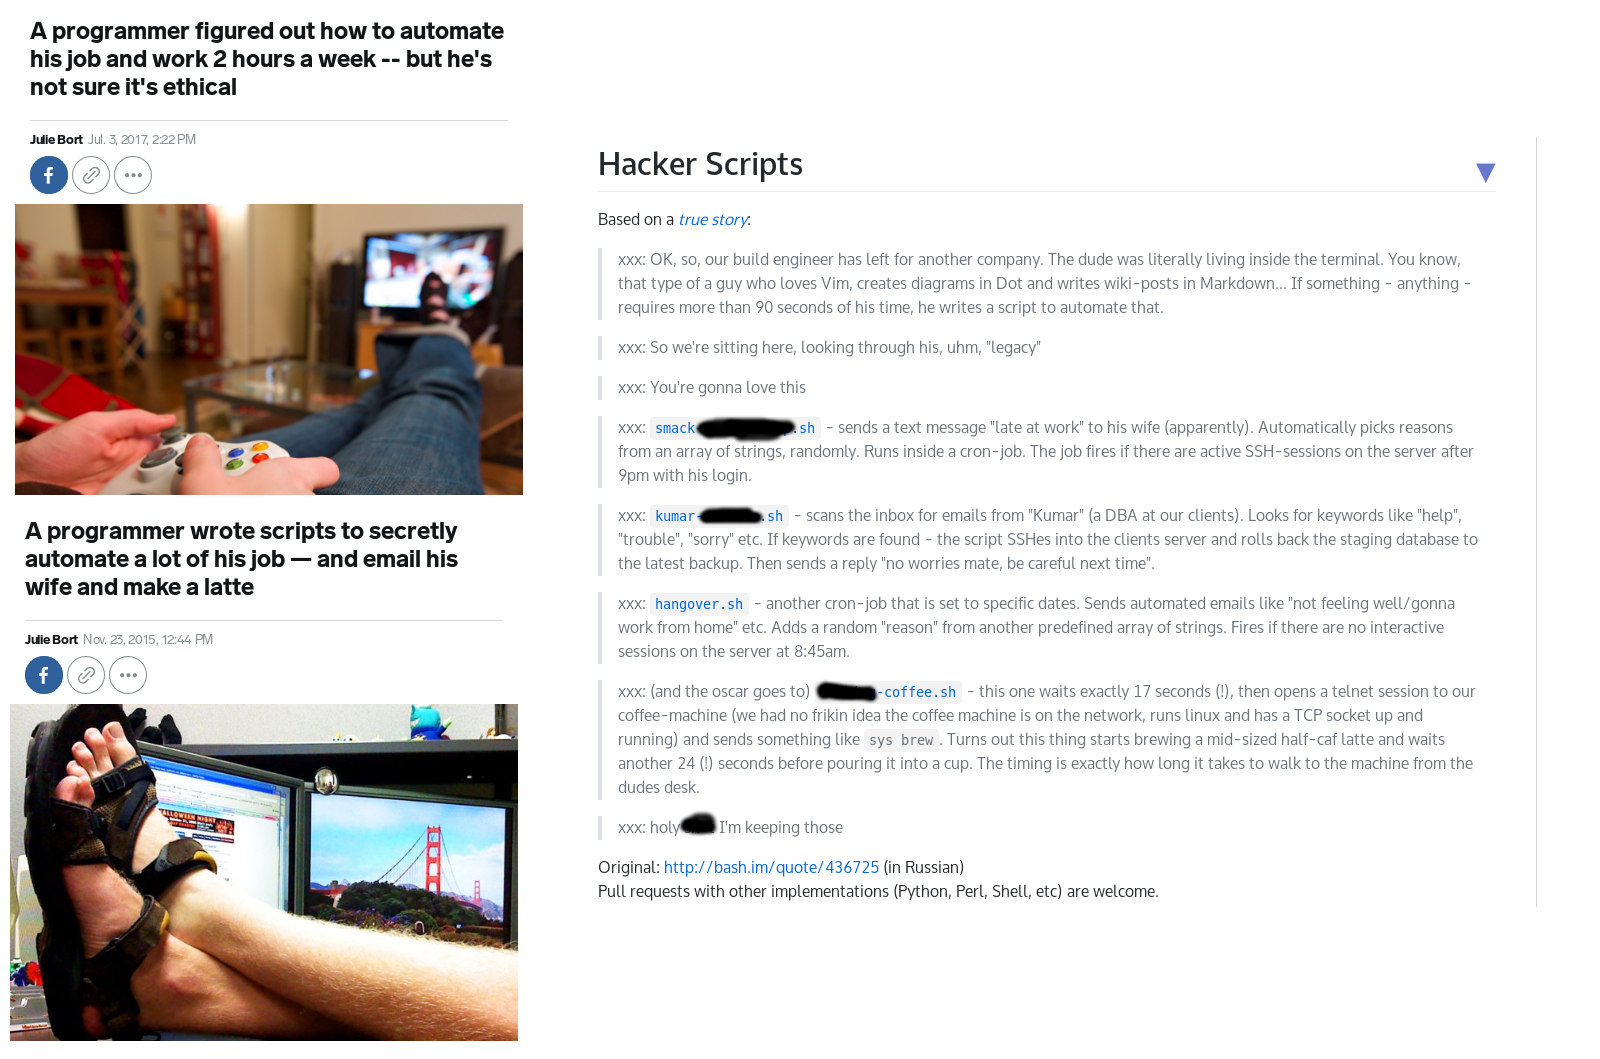 A programmer figured out how to automate
his job and work 2 hours a week -- but he's
not sure it's ethical
Julie Bort Jul. 3, 2017, 2:22 PM
A programmer wrote scripts to secretly
automate a lot of his job — and email his
wife and make a latte
Julie Bort Nov. 23, 2015, 12:44 PM
HALLOWEEN NIGHT
Hacker Scripts
Based on a true story:
xxx: OK, so, our build engineer has left for another company. The dude was literally living inside the terminal. You know,
that type of a guy who loves Vim, creates diagrams in Dot and writes wiki-posts in Markdown... If something - anything -
requires more than 90 seconds of his time, he writes a script to automate that.
xxx: So we're sitting here, looking through his, uhm, "legacy"
xxx: You're gonna love this
xxx: smack .sh - sends a text message "late at work" to his wife (apparently). Automatically picks reasons
from an array of strings, randomly. Runs inside a cron-job. The job fires if there are active SSH-sessions on the server after
9pm with his login.
xxx: kumar- .sh - scans the inbox for emails from "Kumar" (a DBA at our clients). Looks for keywords like "help",
"trouble", "sorry" etc. If keywords are found - the script SSHes into the clients server and rolls back the staging database to
the latest backup. Then sends a reply "no worries mate, be careful next time".
xxx: hangover.sh - another cron-job that is set to specific dates. Sends automated emails like "not feeling well/gonna
work from home" etc. Adds a random "reason" from another predefined array of strings. Fires if there are no interactive
sessions on the server at 8:45am.
xxx: (and the oscar goes to) -coffee.sh - this one waits exactly 17 seconds (!), then opens a telnet session to our
coffee-machine (we had no frikin idea the coffee machine is on the network, runs linux and has a TCP socket up and
running) and sends something like sys brew. Turns out this thing starts brewing a mid-sized half-caf latte and waits
another 24 (!) seconds before pouring it into a cup. The timing is exactly how long it takes to walk to the machine from the
dudes desk.
xxx: holy I'm keeping those
Original: http://bash.im/quote/436725 (in Russian)
Pull requests with other implementations (Python, Perl, Shell, etc) are welcome.